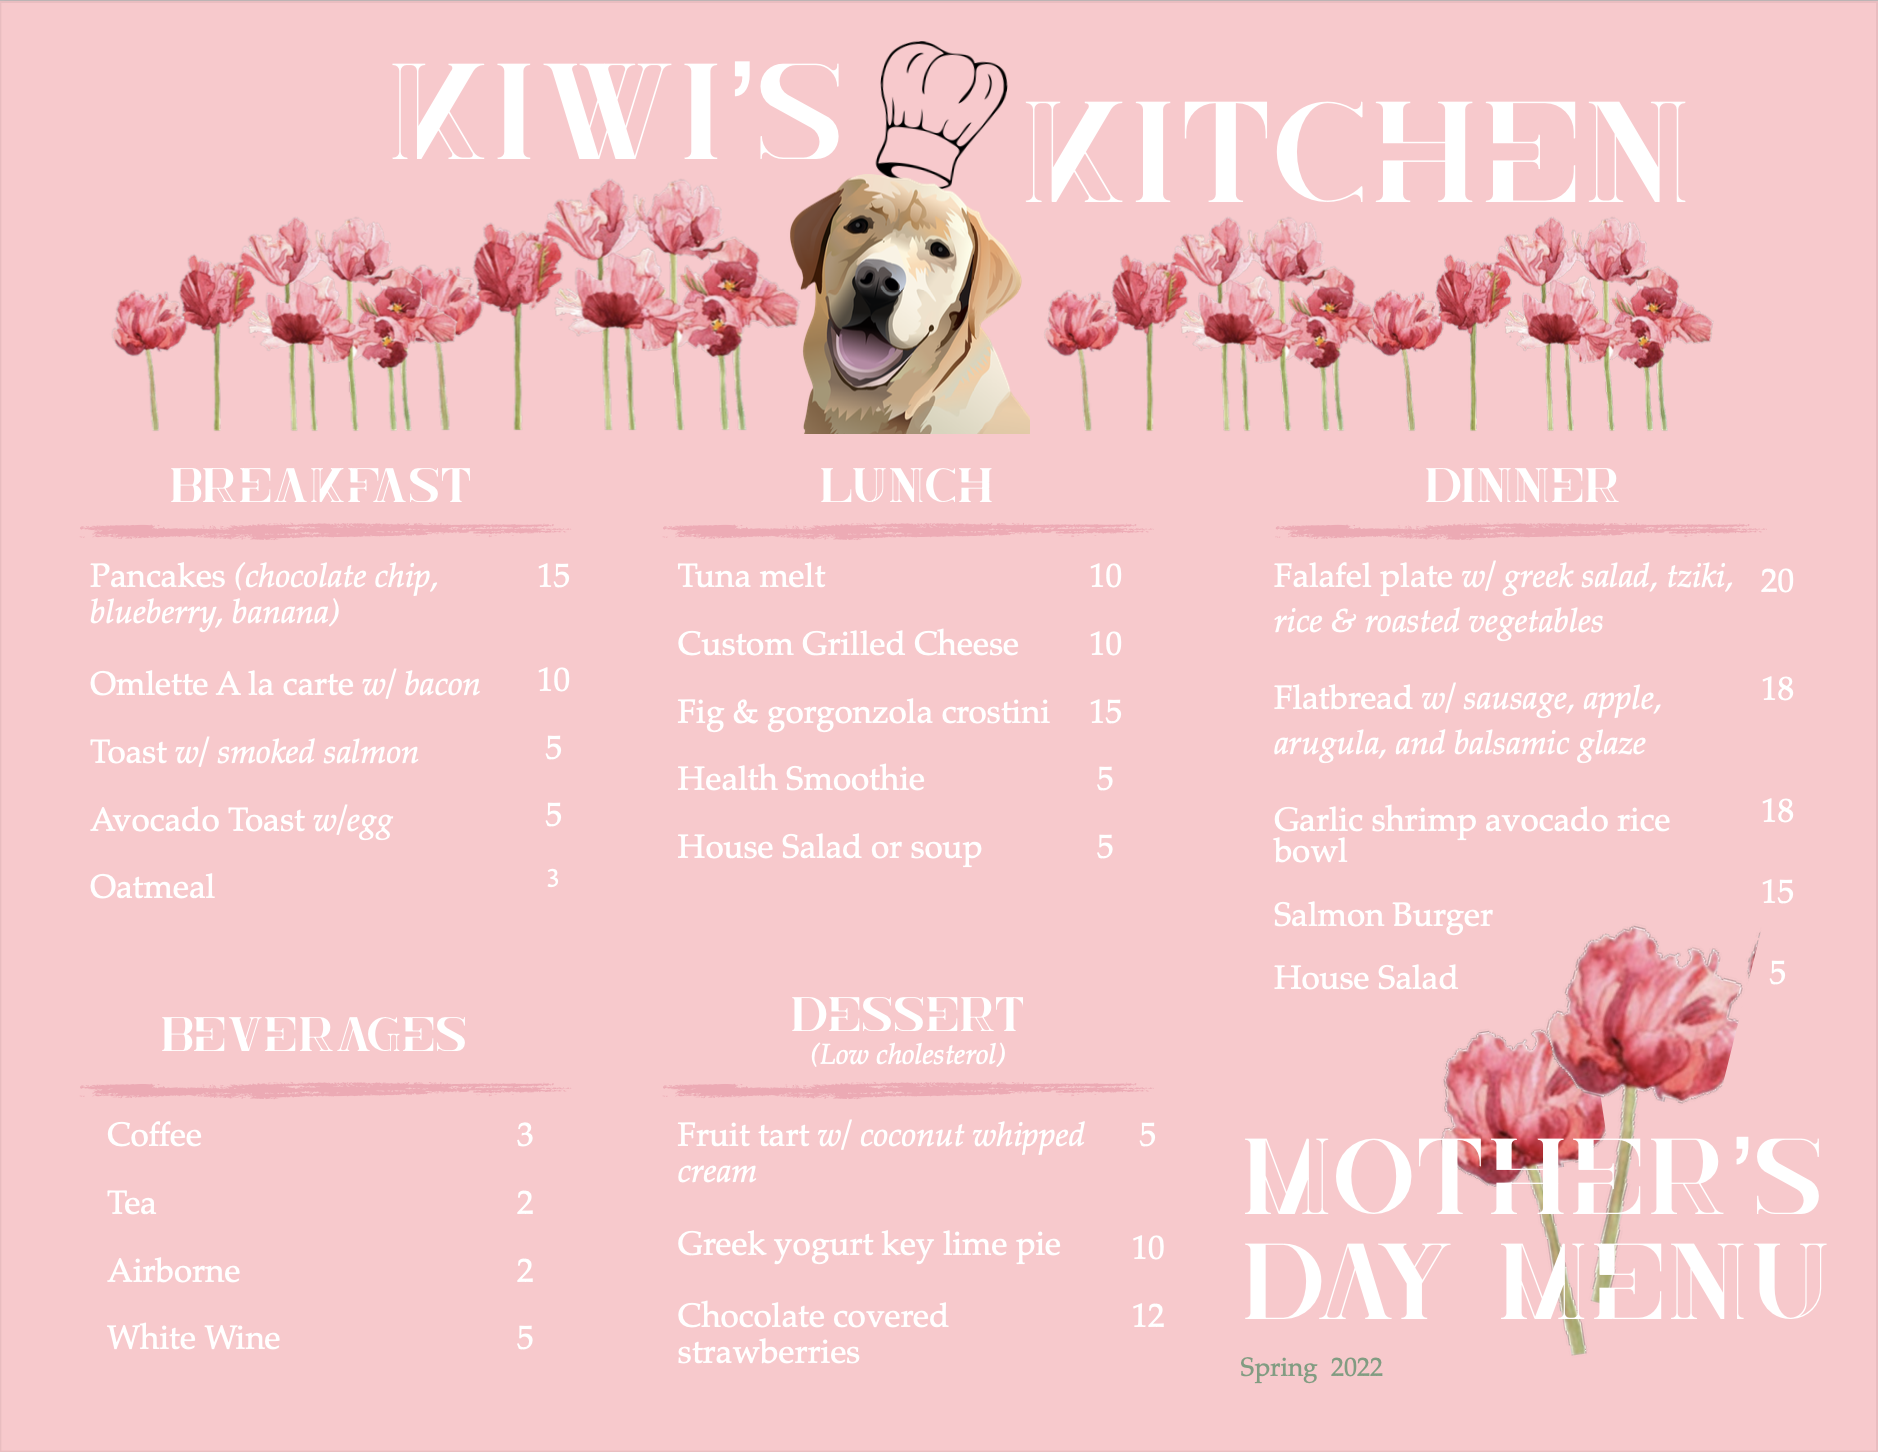 KIWI'S KITCHEN
BREAKFAST
Pancakes (chocolate chip, 15
blueberry, banana)
Omlette A la carte w/ bacon 10
Toast w/ smoked salmon 5
Avocado Toast w/egg 5
Oatmeal 3
LUNCH
Tuna melt 10
Custom Grilled Cheese 10
Fig & gorgonzola crostini 15
Health Smoothie 5
House Salad or soup 5
DINNER
Falafel plate w/ greek salad, tziki, 20
rice & roasted vegetables
Flatbread w/ sausage, apple, 18
arugula, and balsamic glaze
Garlic shrimp avocado rice 18
bowl
Salmon Burger 15
House Salad 5
BEVERAGES
Coffee 3
Tea 2
Airborne 2
White Wine 5
DESSERT
(Low cholesterol)
Fruit tart w/ coconut whipped 5
cream
Greek yogurt key lime pie 10
Chocolate covered 12
strawberries
MOTHER'S
DAY MENU
Spring 2022